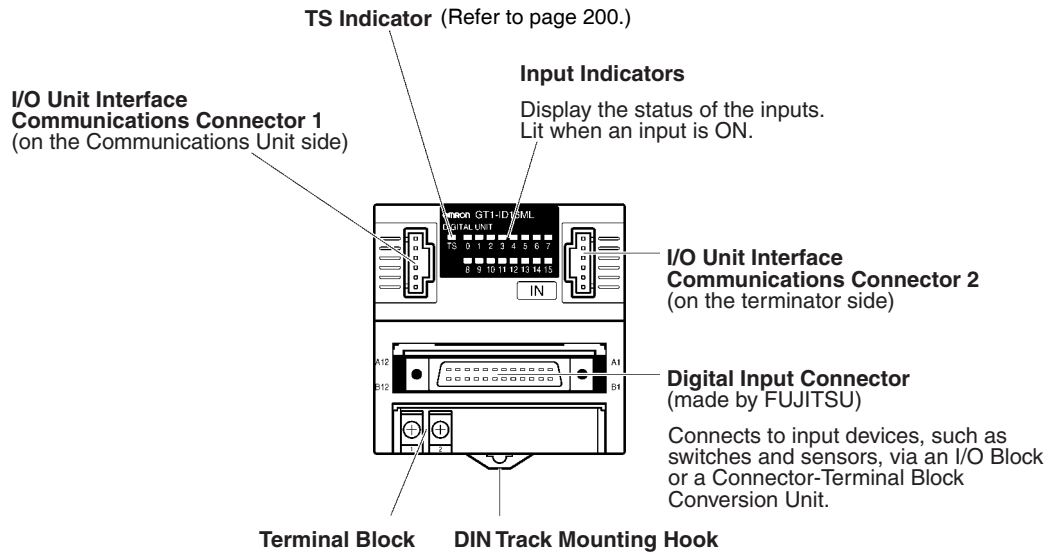 TS Indicator (Refer to page 200.)
Input Indicators
Display the status of the inputs.
Lit when an input is ON.
I/O Unit Interface
Communications Connector 1
(on the Communications Unit side)
OMRON GT1-ID16ML
DIGITAL UNIT
TS 0 1 2 3 4 5 6 7
8 9 10 11 12 13 14 15
IN
I/O Unit Interface
Communications Connector 2
(on the terminator side)
A12
A1
B12
B1
Digital Input Connector
(made by FUJITSU)
Connects to input devices, such as
switches and sensors, via an I/O Block
or a Connector-Terminal Block
Conversion Unit.
1 2
Terminal Block
DIN Track Mounting Hook